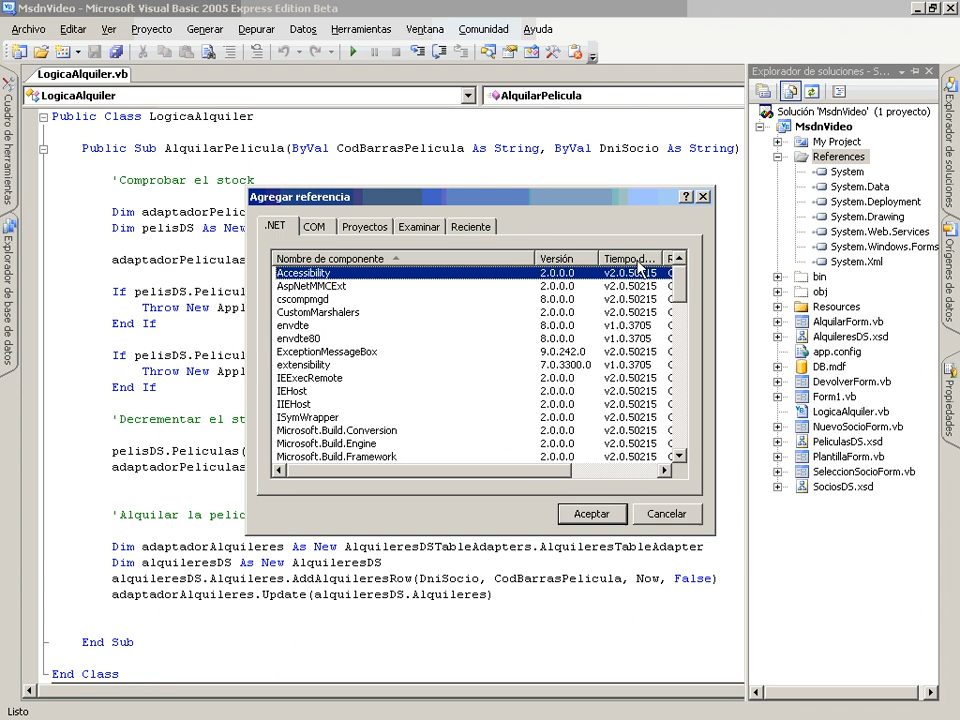 MsdnVideo - Microsoft Visual Basic 2005 Express Edition Beta
Archivo Editar Ver Proyecto Generar Depurar Datos Herramientas Ventana Comunidad Ayuda
LogicaAlquiler.vb
LogicaAlquiler
AlquilarPelicula
Public Class LogicaAlquiler
Public Sub AlquilarPelicula(ByVal CodBarrasPelicula As String, ByVal DniSocio As String)
'Comprobar el stock
Dim adaptadorPelic
Dim pelisDS As New
adaptadorPelicu
If pelisDS.Pelicul
Throw New Appl
End If
If pelisDS.Pelicul
Throw New Appl
End If
'Decrementar el st
pelisDS.Peliculas(
adaptadorPelicu
'Alquilar la pelic
Dim adaptadorAlquileres As New AlquileresDSTableAdapters.AlquileresTableAdapter
Dim alquileresDS As New AlquileresDS
alquileresDS.Alquileres.AddAlquileresRow(DniSocio, CodBarrasPelicula, Now, False)
adaptadorAlquileres.Update(alquileresDS.Alquileres)
End Sub
End Class
Agregar referencia
.NET COM Proyectos Examinar Reciente
Nombre de componente Versión Tiempo d...
Accessibility 2.0.0.0 v2.0.50215
AspNetMMCExt 2.0.0.0 v2.0.50215
cscompmgd 8.0.0.0 v2.0.50215
CustomMarshalers 2.0.0.0 v2.0.50215
envdte 8.0.0.0 v1.0.3705
envdte80 8.0.0.0 v1.0.3705
ExceptionMessageBox 9.0.242.0 v2.0.50215
extensibility 7.0.3300.0 v1.0.3705
IEExecRemote 2.0.0.0 v2.0.50215
IEHost 2.0.0.0 v2.0.50215
IIEHost 2.0.0.0 v2.0.50215
ISymWrapper 2.0.0.0 v2.0.50215
Microsoft.Build.Conversion 2.0.0.0 v2.0.50215
Microsoft.Build.Engine 2.0.0.0 v2.0.50215
Microsoft.Build.Framework 2.0.0.0 v2.0.50215
Aceptar Cancelar
Explorador de soluciones - S...
Solución 'MsdnVideo' (1 proyecto)
MsdnVideo
My Project
References
System
System.Data
System.Deployment
System.Drawing
System.Web.Services
System.Windows.Forms
System.Xml
bin
obj
Resources
AlquilarForm.vb
AlquileresDS.xsd
app.config
DB.mdf
DevolverForm.vb
Form1.vb
LogicaAlquiler.vb
NuevoSocioForm.vb
PeliculasDS.xsd
PlantillaForm.vb
SeleccionSocioForm.vb
SociosDS.xsd
Cuadro de herramientas
Explorador de base de datos
Explorador de soluciones
Orígenes de datos
Propiedades
Listo